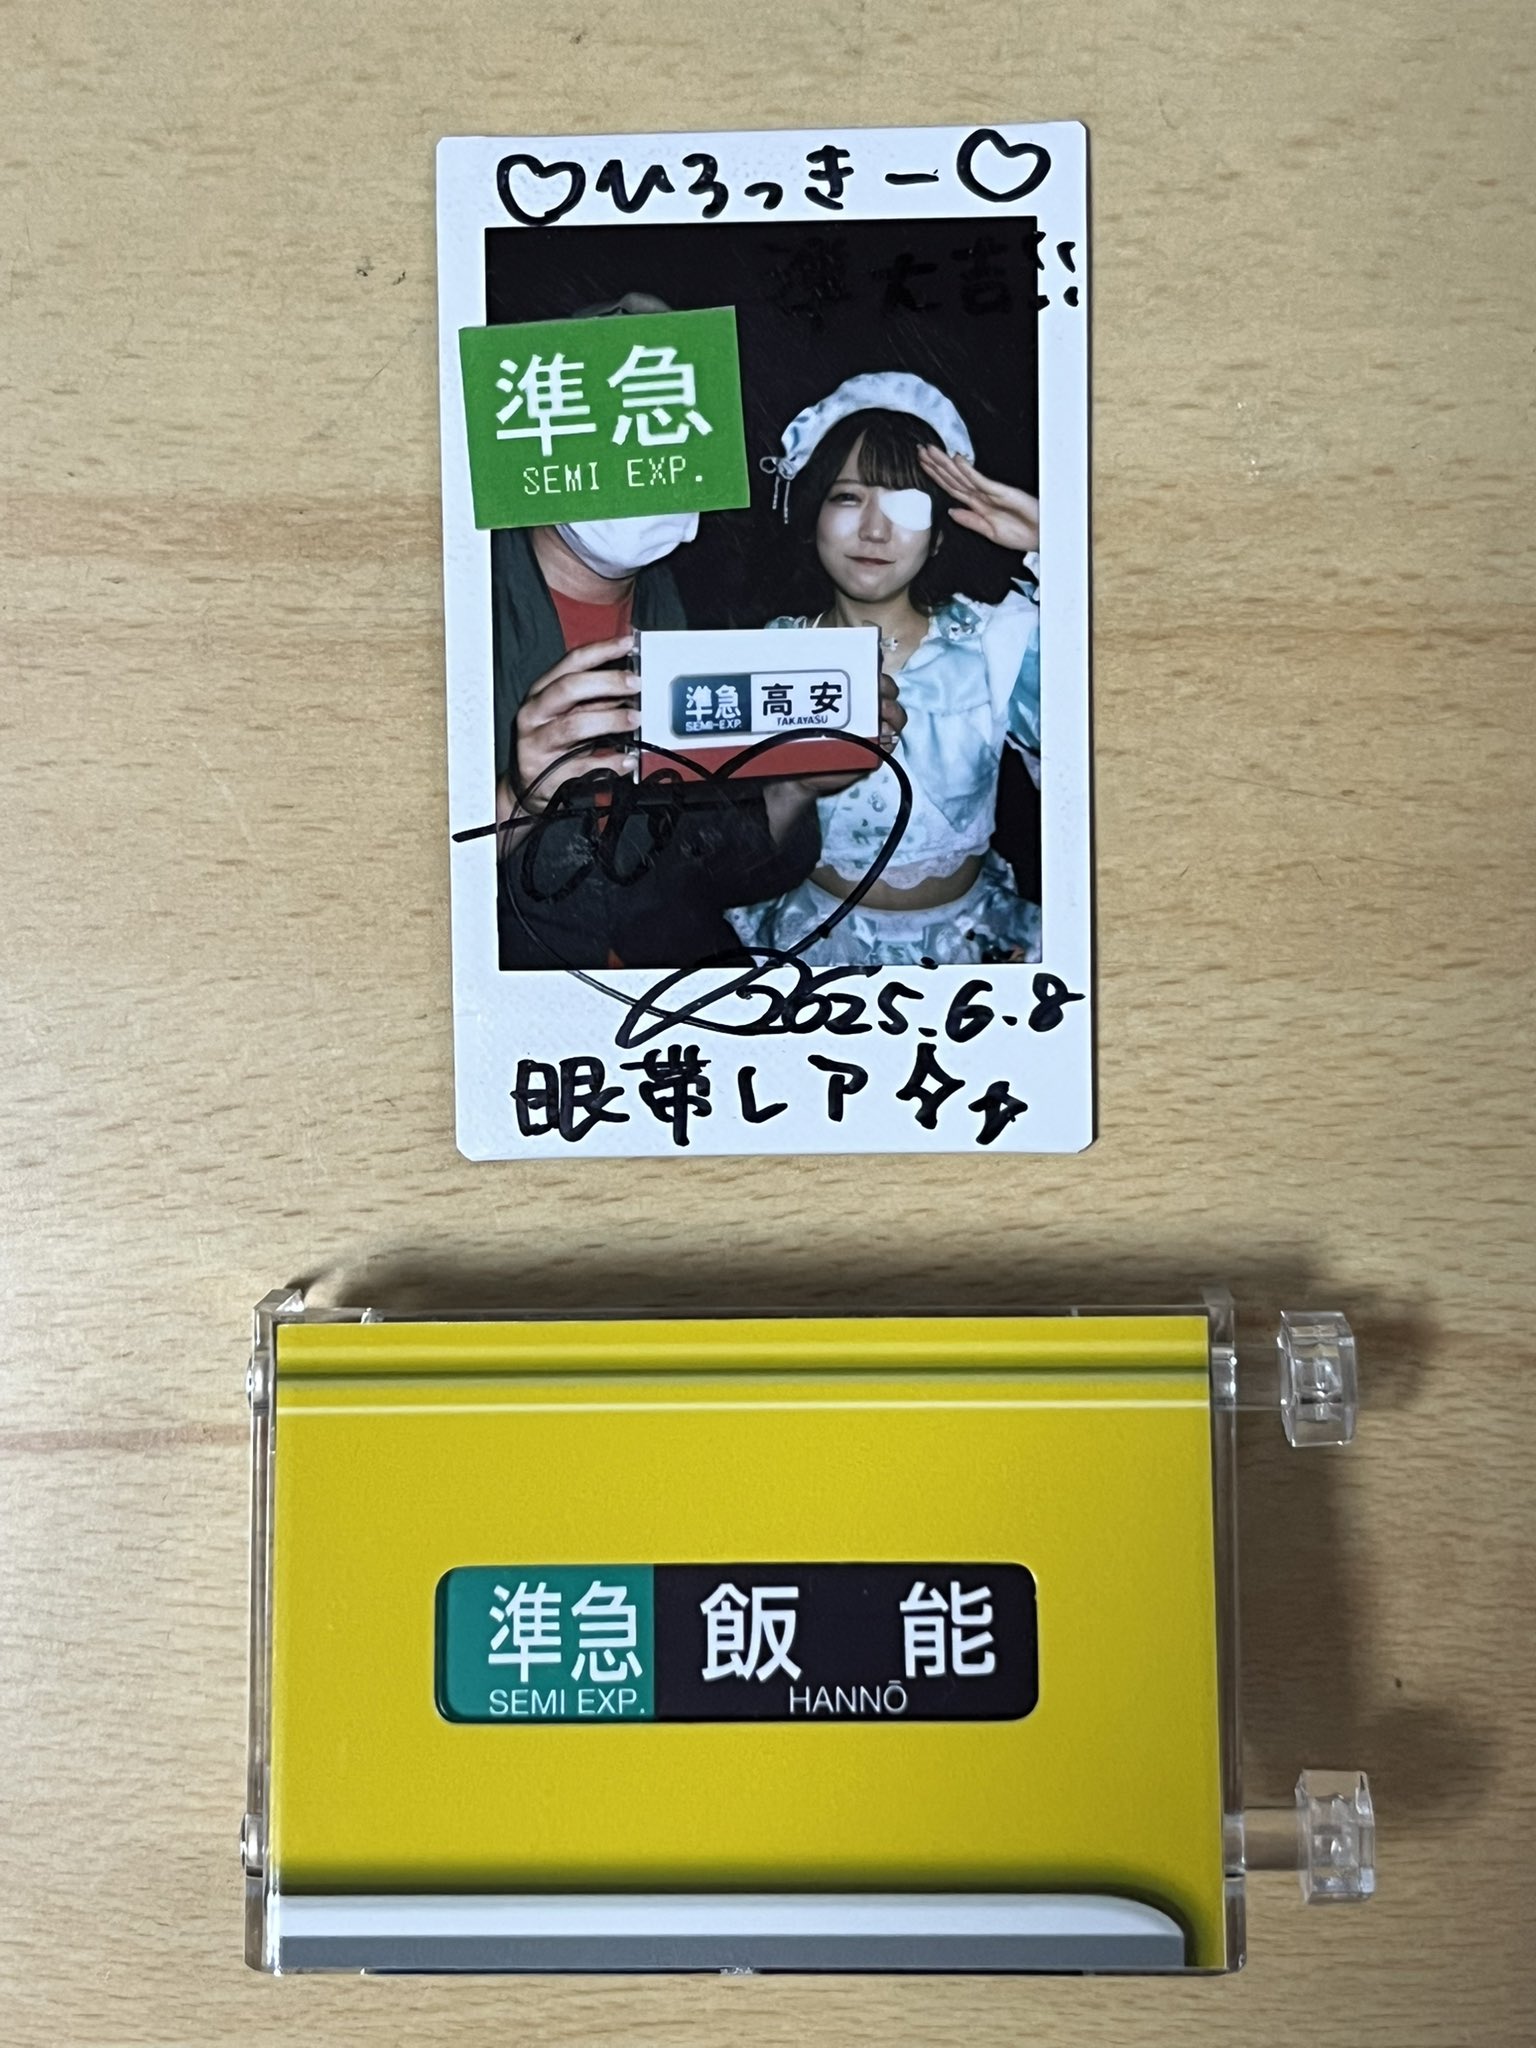 ♡ひろっきー♡
大吉!!
準急
SEMI EXP.
準急 高安
SEMI-EXP. TAKAYASU
2025.6.8
眼帯レア
準急 飯能
SEMI EXP. HANNŌ